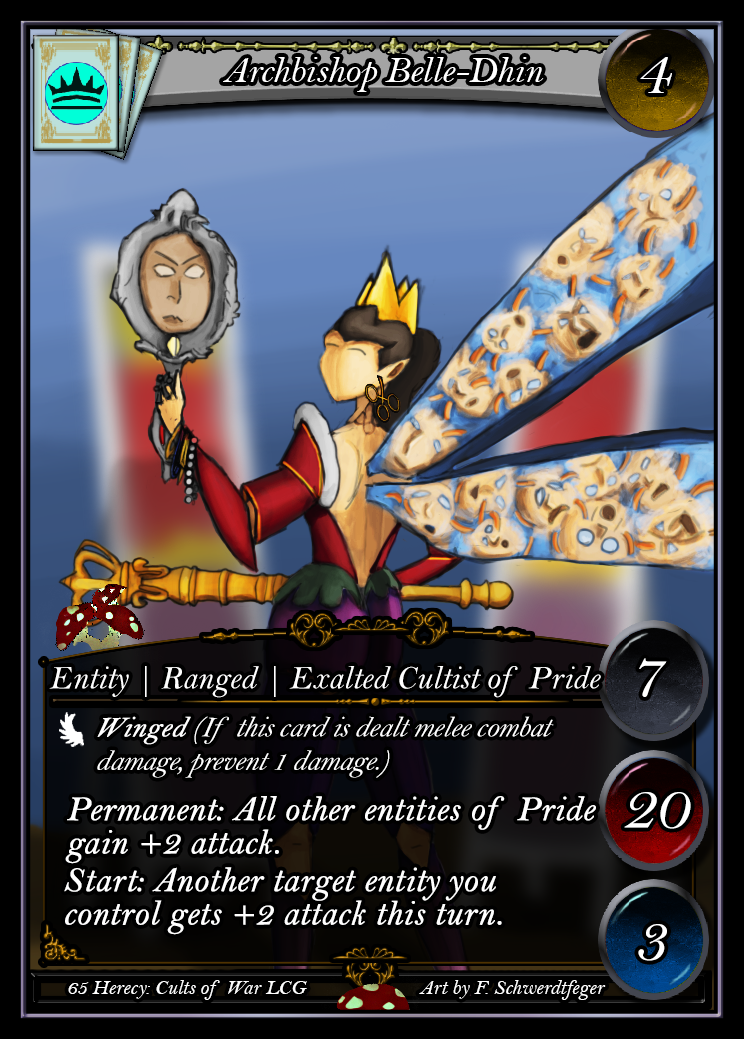 Archbishop Belle-Dhin
4
Entity | Ranged | Exalted Cultist of Pride
7
Winged (If this card is dealt melee combat
damage, prevent 1 damage.)
Permanent: All other entities of Pride
gain +2 attack.
20
Start: Another target entity you
control gets +2 attack this turn.
3
65 Herecy: Cults of War LCG
Art by F. Schwerdtfeger